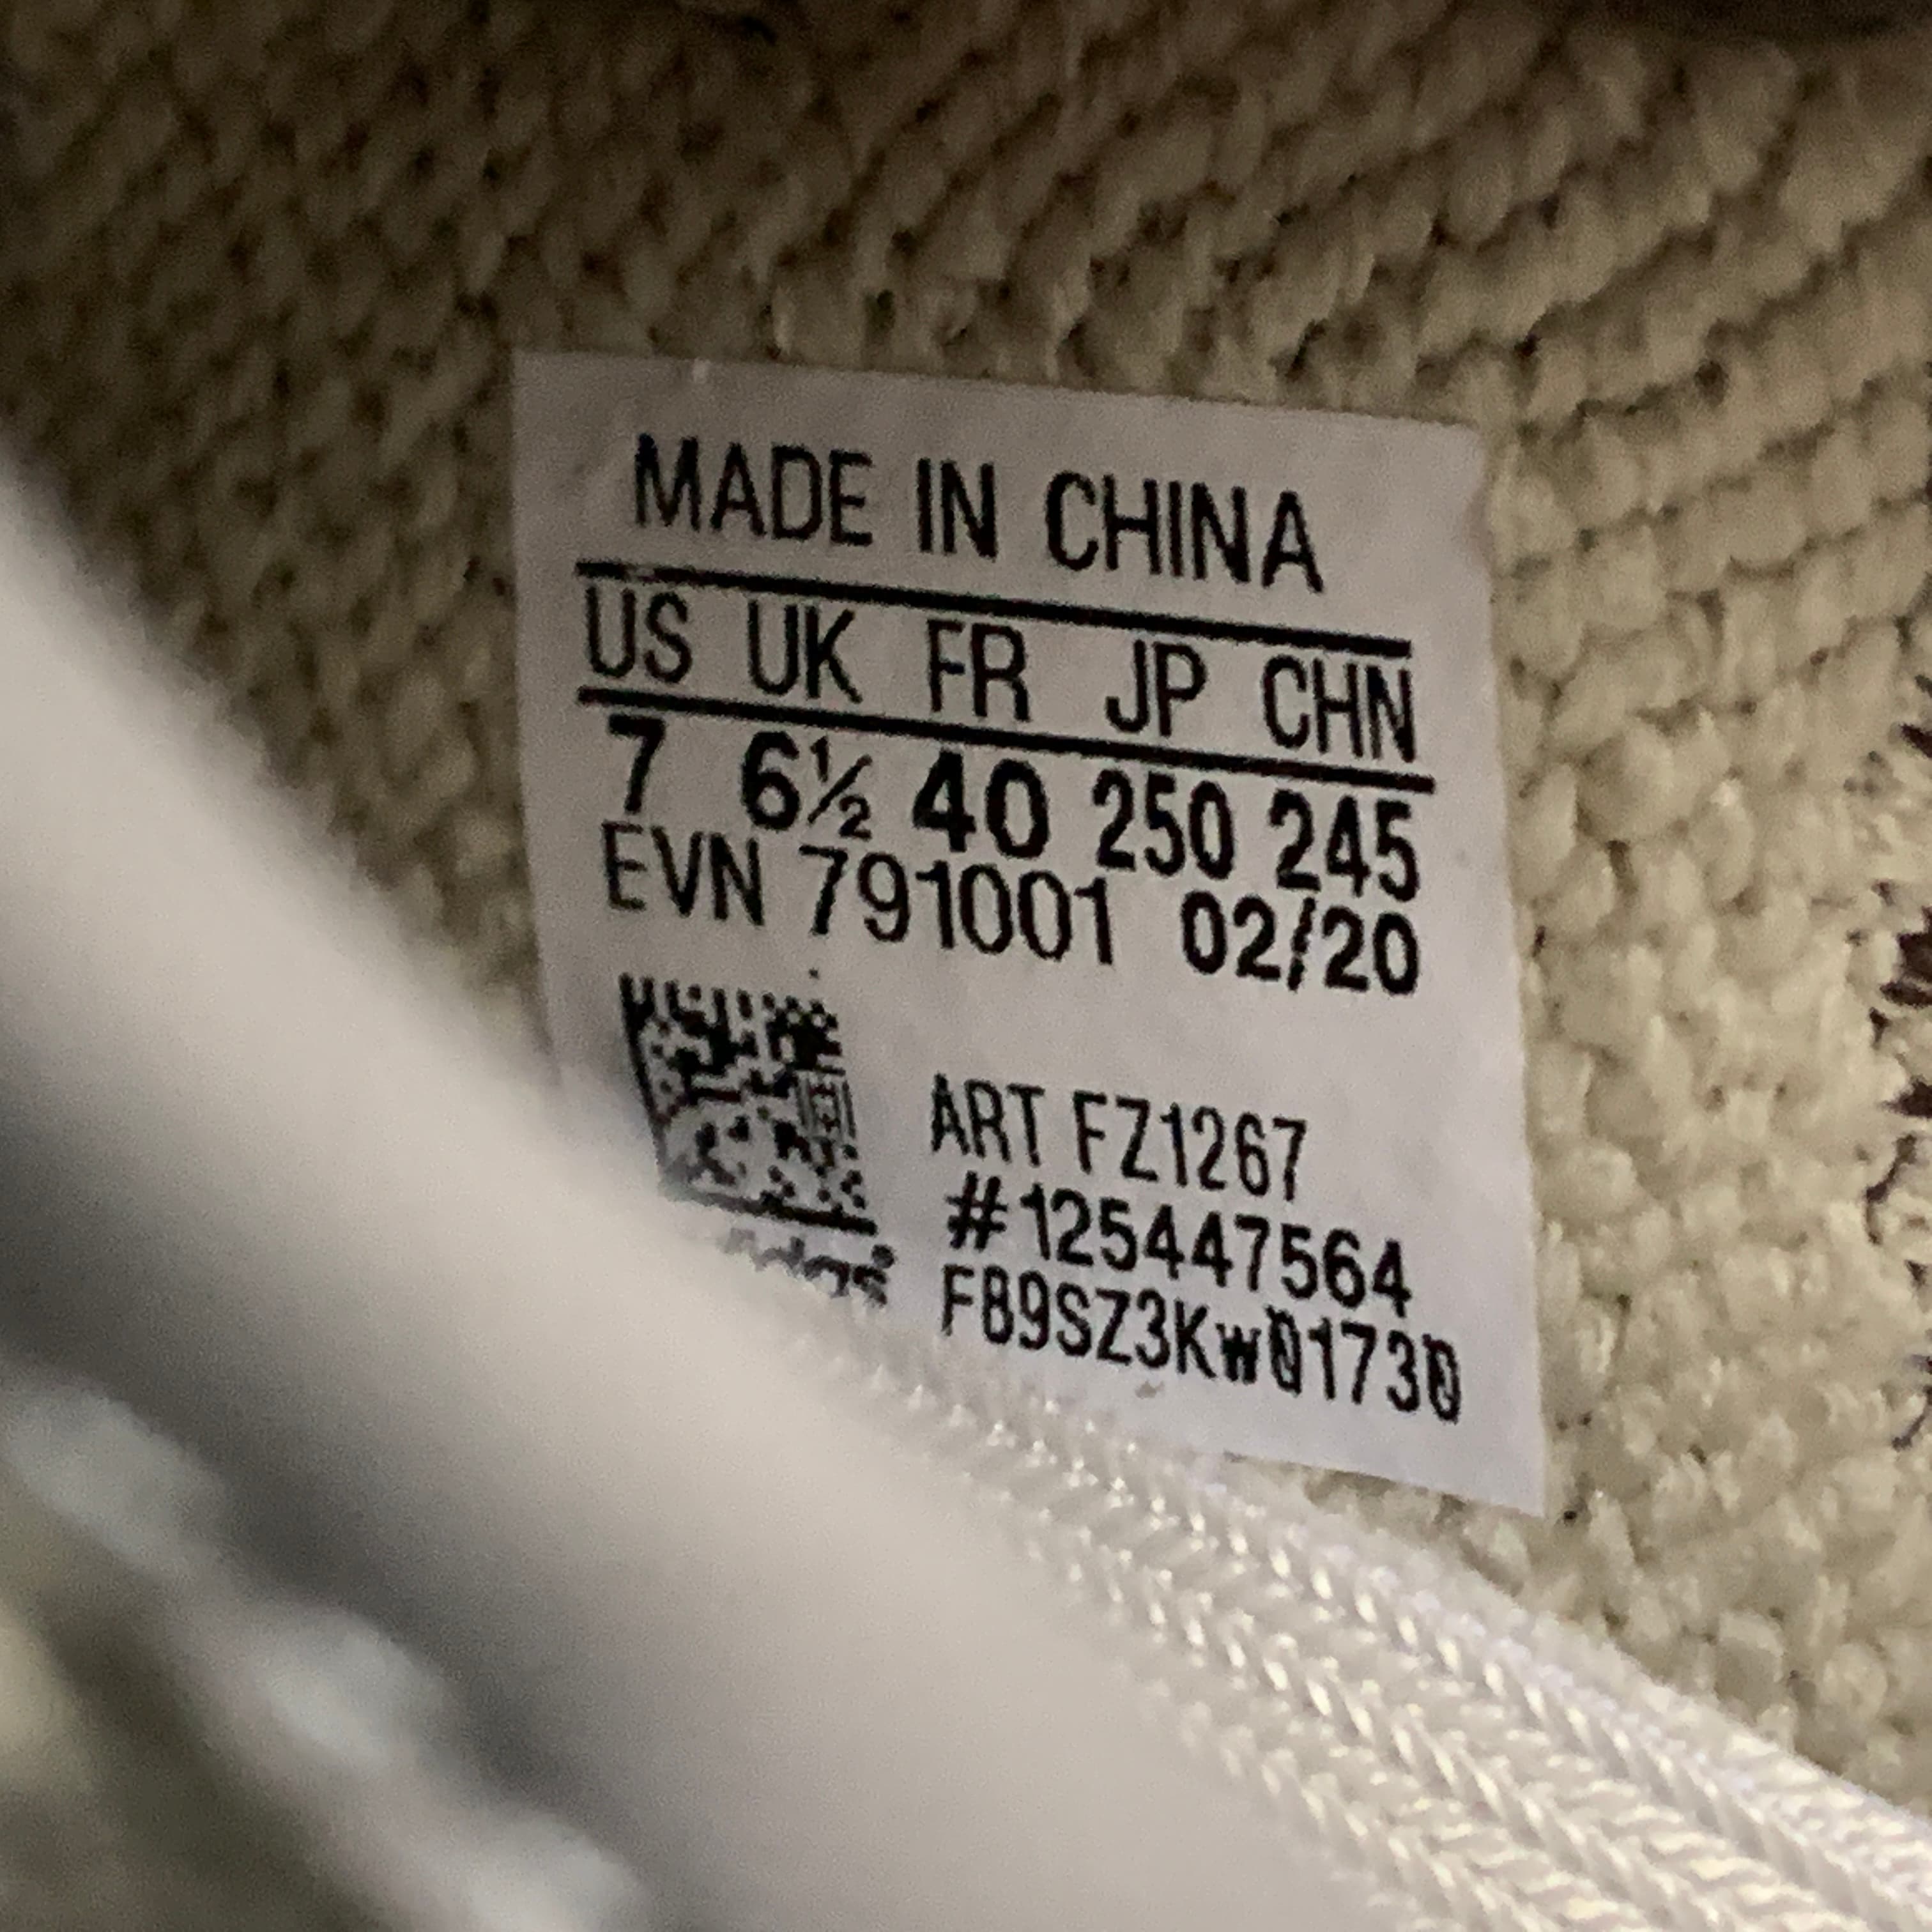 MADE IN CHINA
US UK FR JP CHN
7 6½ 40 250 245
EVN 791001 02/20
ART FZ1267
#125447564
FB9SZ3Kw01730